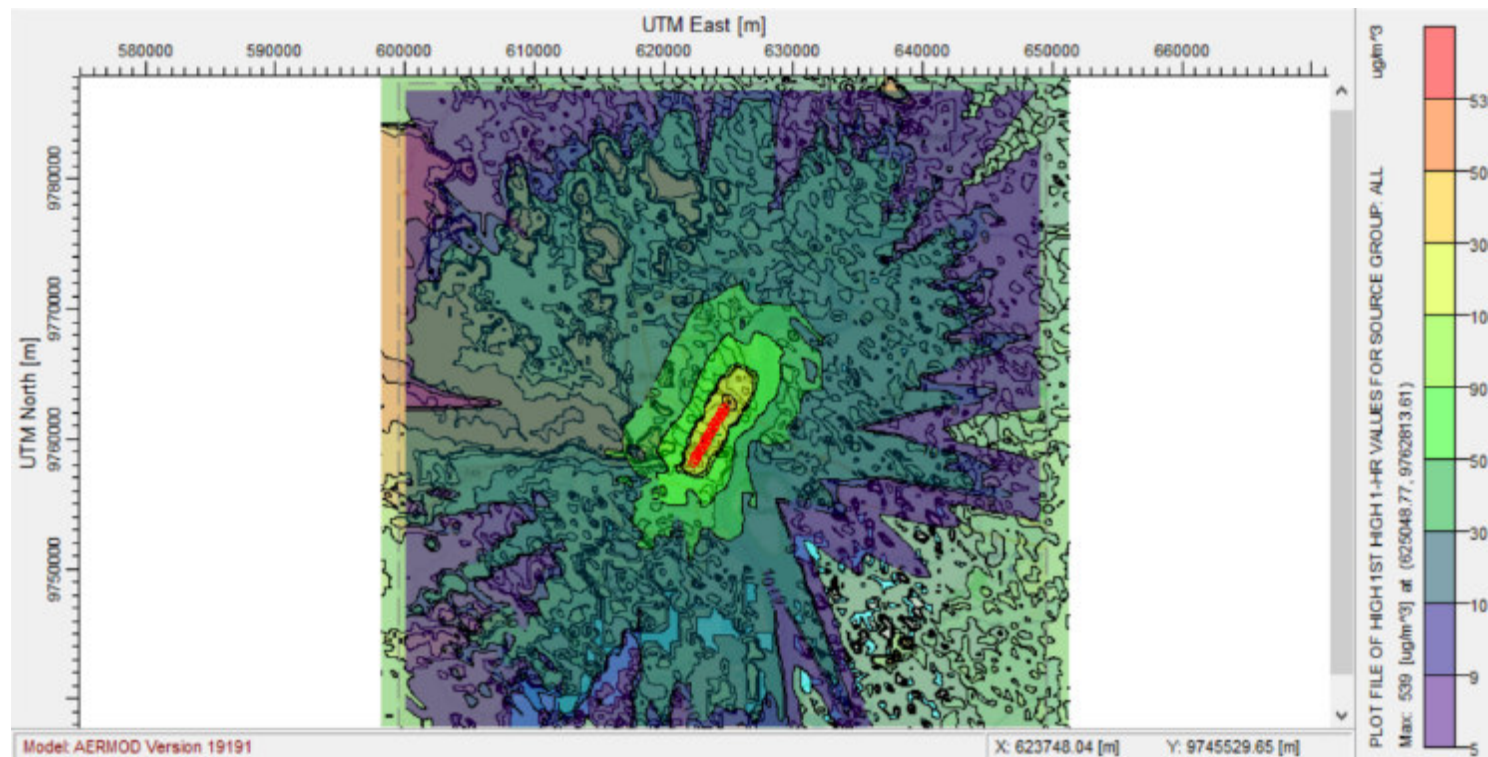 UTM East [m]
580000 590000 600000 610000 620000 630000 640000 650000 660000
UTM North [m]
9780000
9770000
9760000
9750000
PLOT FILE OF HIGH 1ST HIGH 1-HR VALUES FOR SOURCE GROUP: ALL
ug/m^3
Max: 539 [ug/m^3] at (625048.77, 9762813.61)
53
50
30
10
90
50
30
10
9
5
Model: AERMOD Version 19191
X: 623748.04 [m] Y: 9745529.65 [m]